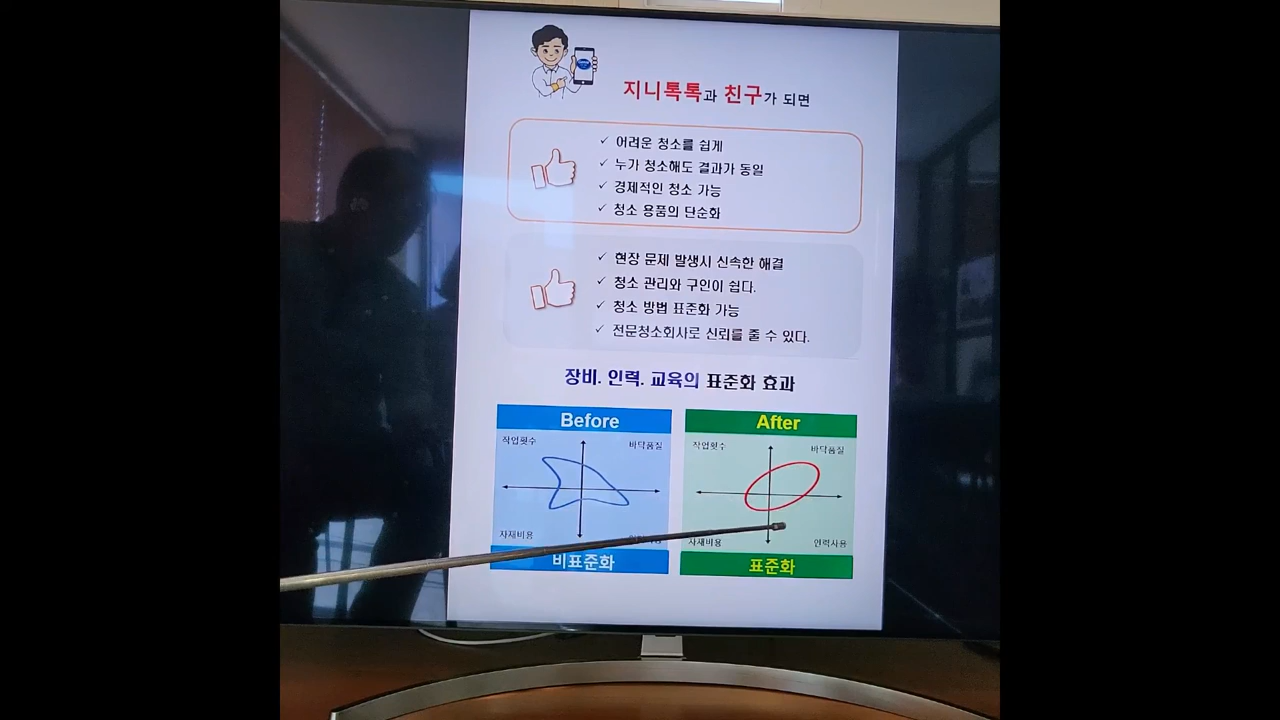 지니톡톡과 친구가 되면
✓ 어려운 청소를 쉽게
✓ 누가 청소해도 결과가 동일
✓ 경제적인 청소 가능
✓ 청소 용품의 단순화
✓ 현장 문제 발생시 신속한 해결
✓ 청소 관리와 구인이 쉽다.
✓ 청소 방법 표준화 가능
✓ 전문청소회사로 신뢰를 줄 수 있다.
장비. 인력. 교육의 표준화 효과
Before
작업횟수 바닥품질
자재비용
비표준화
After
작업횟수 바닥품질
자재비용 인력사용
표준화